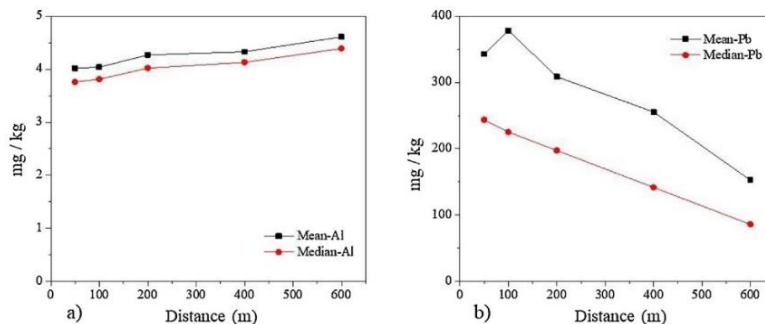 5
4
3
2
1
0
mg / kg
0 100 200 300 400 500 600
Distance (m)
Mean-Al
Median-Al
a)
400
300
200
100
0
mg / kg
0 100 200 300 400 500 600
Distance (m)
Mean-Pb
Median-Pb
b)